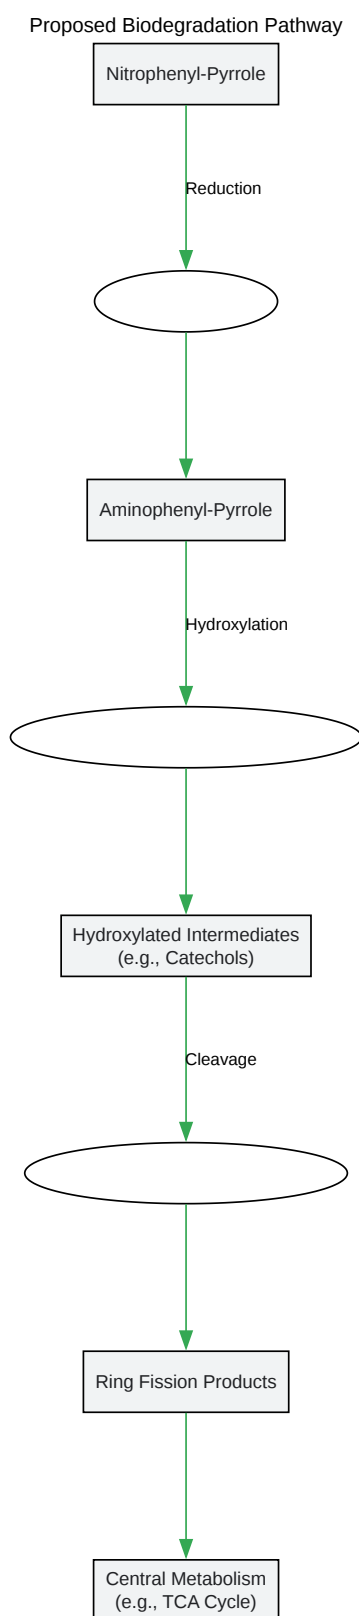 Proposed Biodegradation Pathway
Nitrophenyl-Pyrrole
Reduction
Aminophenyl-Pyrrole
Hydroxylation
Hydroxylated Intermediates
(e.g., Catechols)
Cleavage
Ring Fission Products
Central Metabolism
(e.g., TCA Cycle)